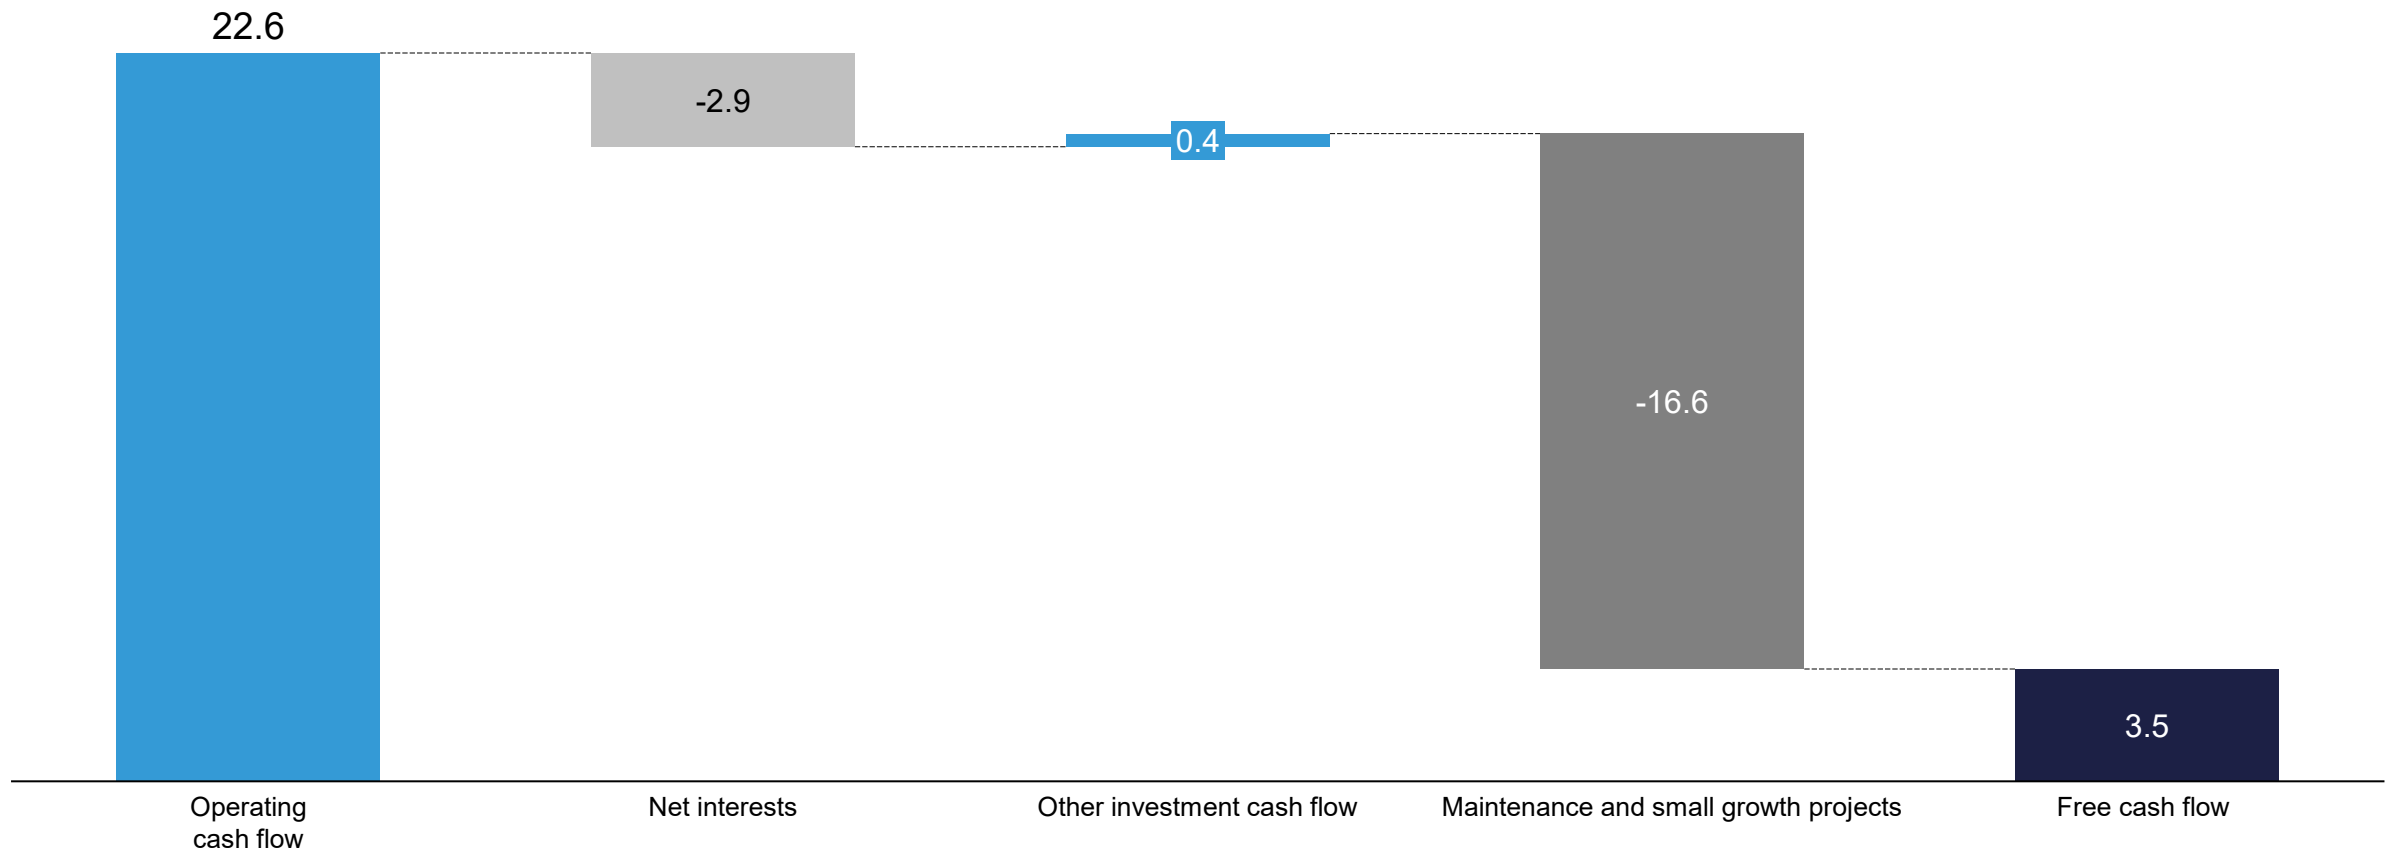 22.6
-2.9
0.4
-16.6
3.5
Operating
cash flow
Net interests
Other investment cash flow
Maintenance and small growth projects
Free cash flow